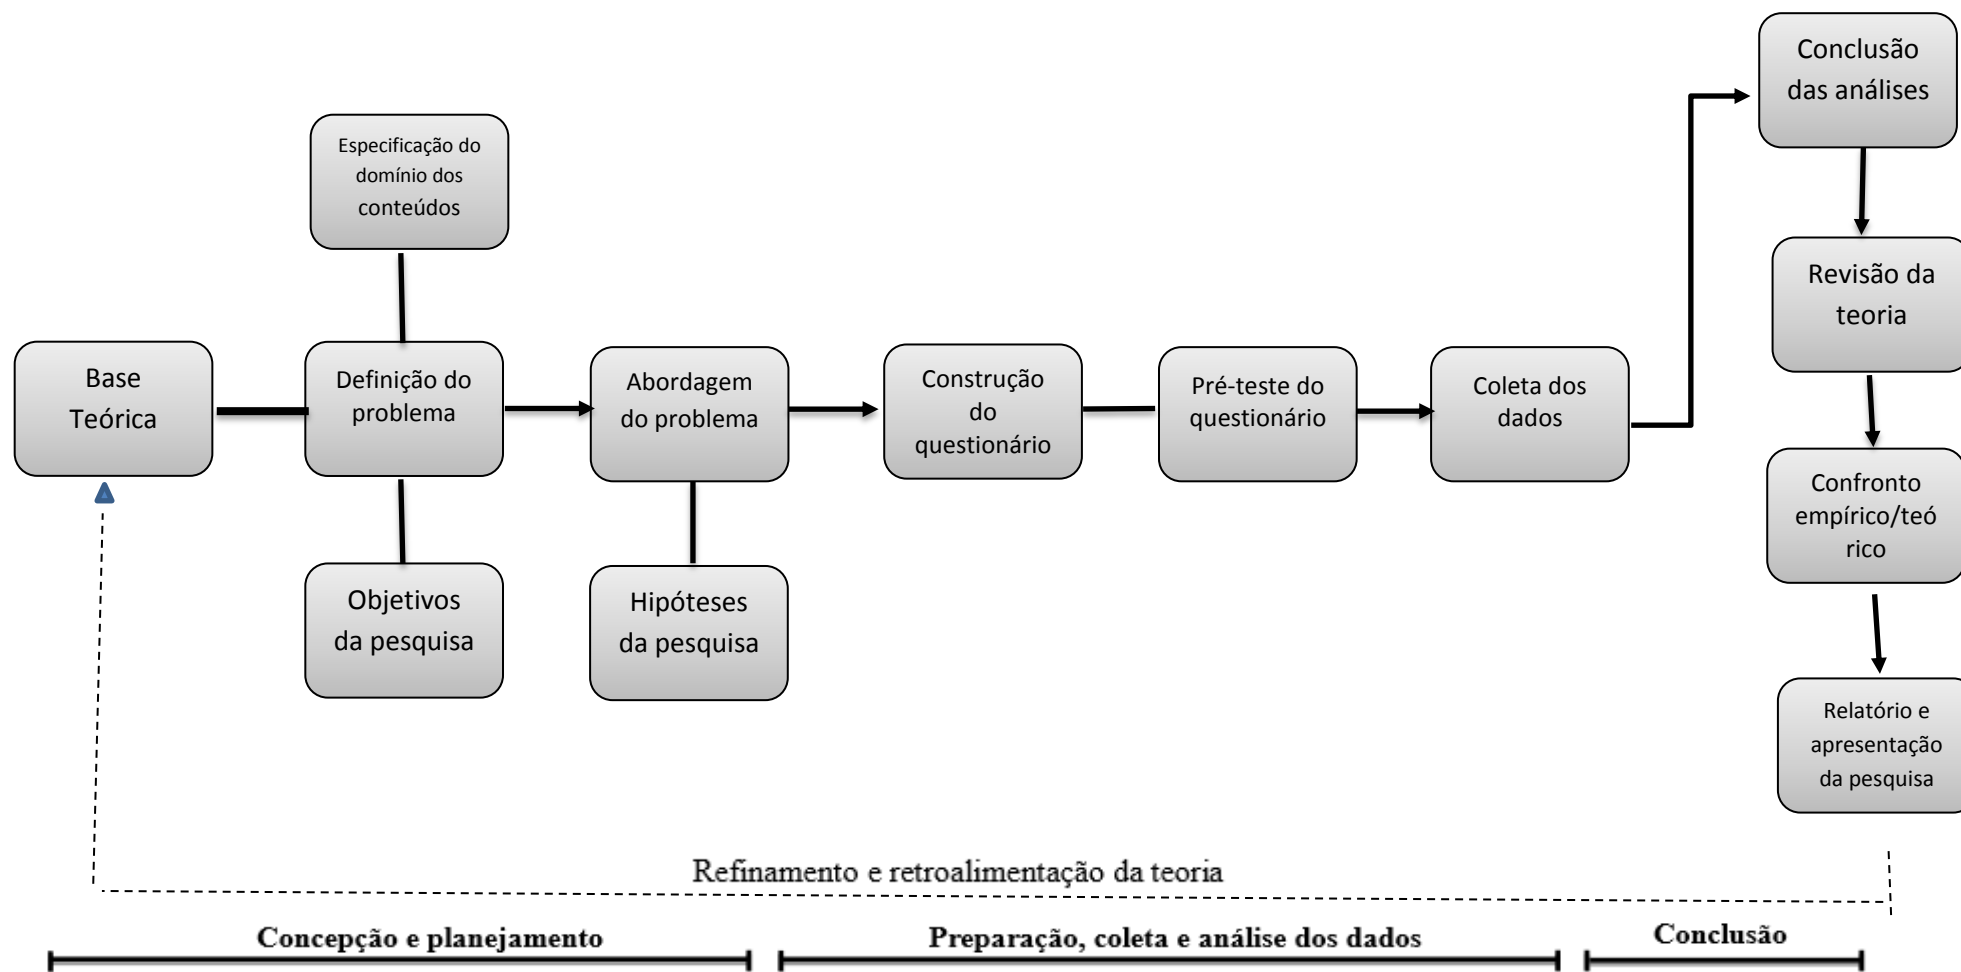 Conclusão
das análises
Especificação do
domínio dos
conteúdos
Revisão da
teoria
Base
Teórica
Definição do
problema
Abordagem
do problema
Construção
do
questionário
Pré-teste do
questionário
Coleta dos
dados
Confronto
empírico/teó
rico
Objetivos
da pesquisa
Hipóteses
da pesquisa
Relatório e
apresentação
da pesquisa
Refinamento e retroalimentação da teoria
Concepção e planejamento
Preparação, coleta e análise dos dados
Conclusão